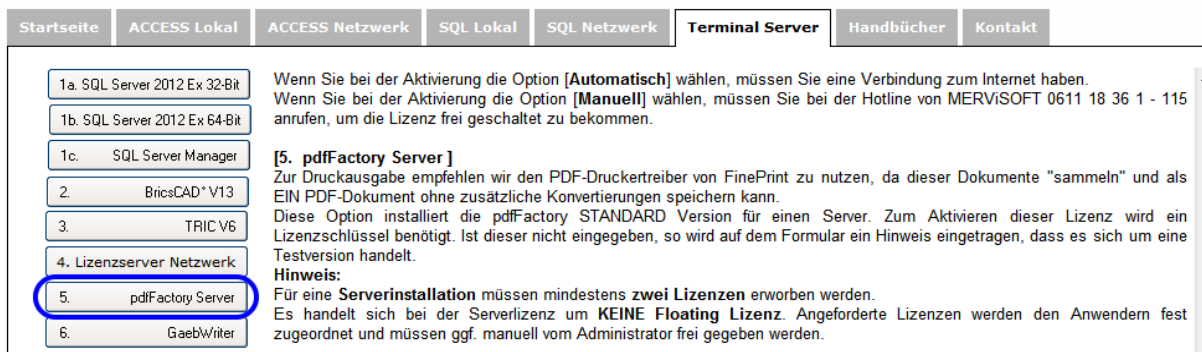 Startseite ACCESS Lokal ACCESS Netzwerk SQL Lokal SQL Netzwerk Terminal Server Handbücher Kontakt
1a. SQL Server 2012 Ex 32-Bit
1b. SQL Server 2012 Ex 64-Bit
1c. SQL Server Manager
2. BricsCAD* V13
3. TRIC V6
4. Lizenzserver Netzwerk
5. pdfFactory Server
6. GaebWriter
Wenn Sie bei der Aktivierung die Option [Automatisch] wählen, müssen Sie eine Verbindung zum Internet haben.
Wenn Sie bei der Aktivierung die Option [Manuell] wählen, müssen Sie bei der Hotline von MERViSOFT 0611 18 36 1 - 115
anrufen, um die Lizenz frei geschaltet zu bekommen.
[5. pdfFactory Server ]
Zur Druckausgabe empfehlen wir den PDF-Druckertreiber von FinePrint zu nutzen, da dieser Dokumente "sammeln" und als
EIN PDF-Dokument ohne zusätzliche Konvertierungen speichern kann.
Diese Option installiert die pdfFactory STANDARD Version für einen Server. Zum Aktivieren dieser Lizenz wird ein
Lizenzschlüssel benötigt. Ist dieser nicht eingegeben, so wird auf dem Formular ein Hinweis eingetragen, dass es sich um eine
Testversion handelt.
Hinweis:
Für eine Serverinstallation müssen mindestens zwei Lizenzen erworben werden.
Es handelt sich bei der Serverlizenz um KEINE Floating Lizenz. Angeforderte Lizenzen werden den Anwendern fest
zugeordnet und müssen ggf. manuell vom Administrator frei gegeben werden.